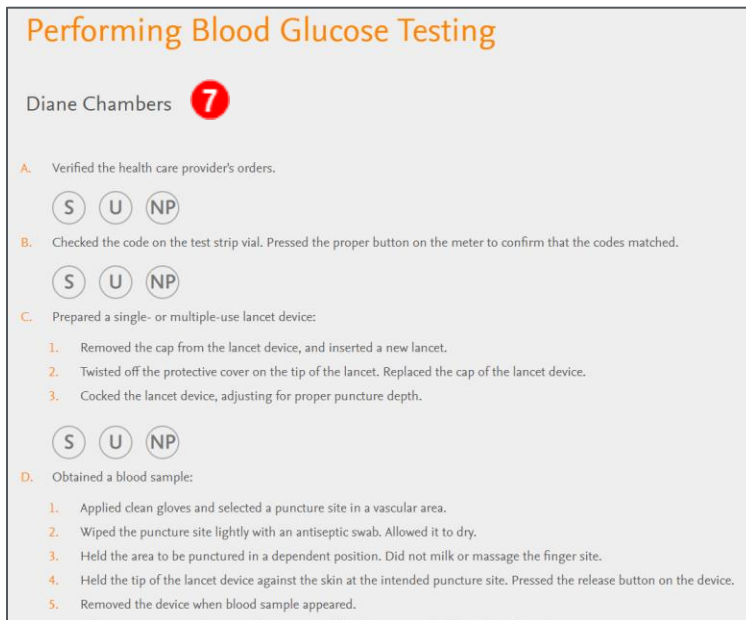 Performing Blood Glucose Testing
Diane Chambers 7
A. Verified the health care provider's orders.
S U NP
B. Checked the code on the test strip vial. Pressed the proper button on the meter to confirm that the codes matched.
S U NP
C. Prepared a single- or multiple-use lancet device:
1. Removed the cap from the lancet device, and inserted a new lancet.
2. Twisted off the protective cover on the tip of the lancet. Replaced the cap of the lancet device.
3. Cocked the lancet device, adjusting for proper puncture depth.
S U NP
D. Obtained a blood sample:
1. Applied clean gloves and selected a puncture site in a vascular area.
2. Wiped the puncture site lightly with an antiseptic swab. Allowed it to dry.
3. Held the area to be punctured in a dependent position. Did not milk or massage the finger site.
4. Held the tip of the lancet device against the skin at the intended puncture site. Pressed the release button on the device.
5. Removed the device when blood sample appeared.